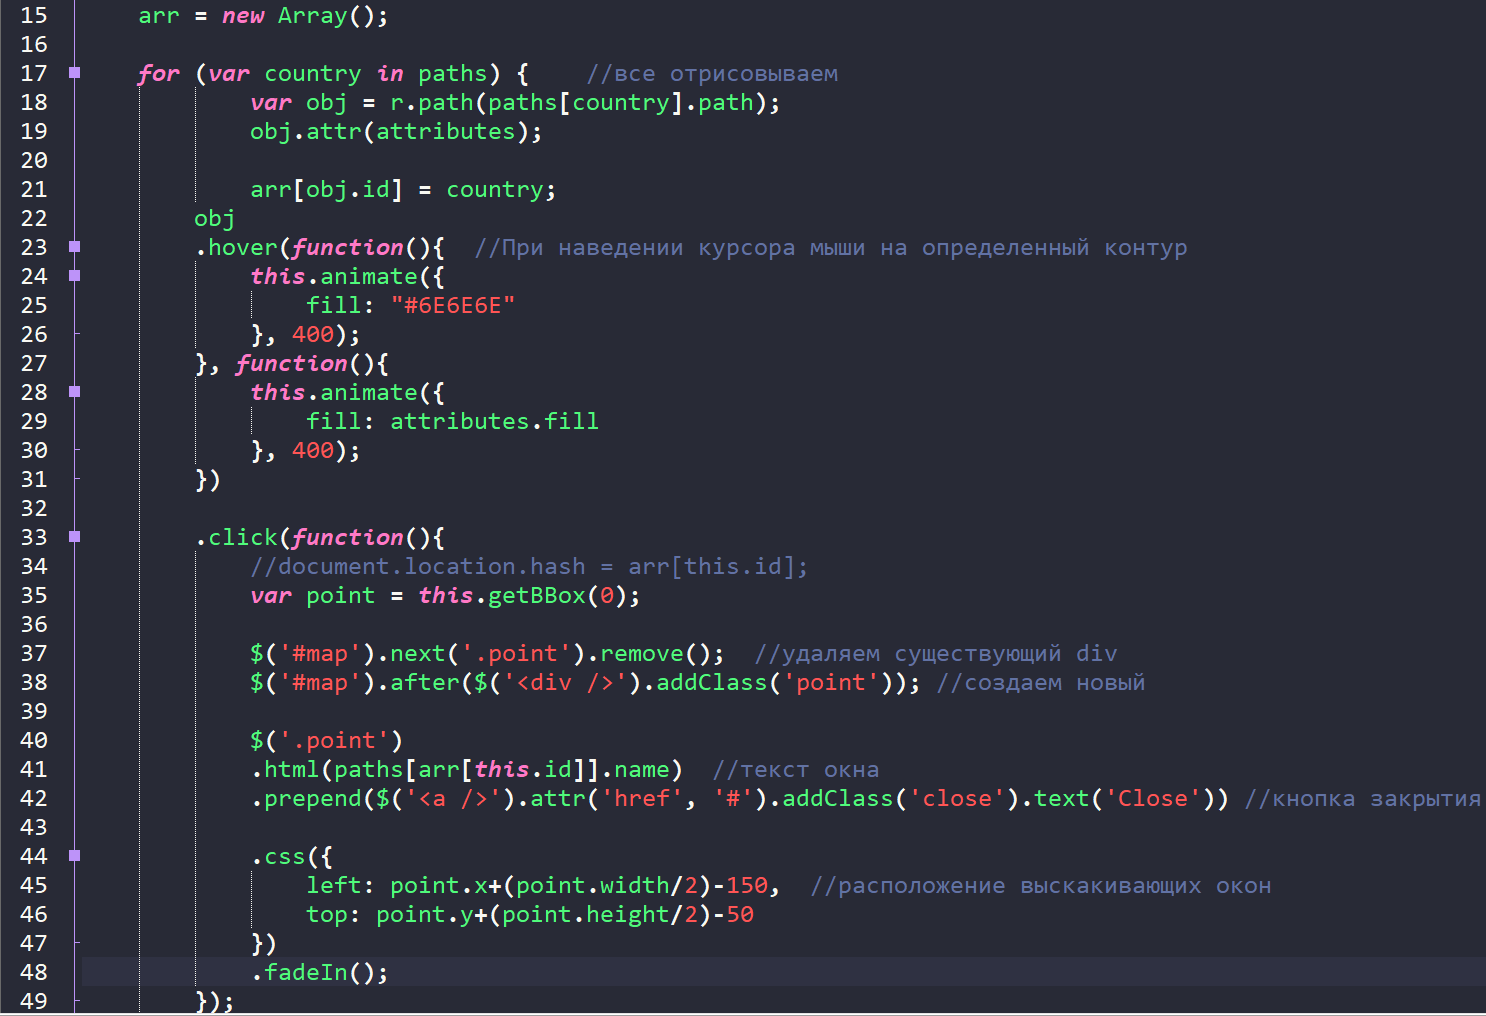 15 arr = new Array();
16
17 for (var country in paths) { //все отрисовываем
18 var obj = r.path(paths[country].path);
19 obj.attr(attributes);
20
21 arr[obj.id] = country;
22 obj
23 .hover(function(){ //При наведении курсора мыши на определенный контур
24 this.animate({
25 fill: "#6E6E6E"
26 }, 400);
27 }, function(){
28 this.animate({
29 fill: attributes.fill
30 }, 400);
31 })
32
33 .click(function(){
34 //document.location.hash = arr[this.id];
35 var point = this.getBBox(0);
36
37 $('#map').next('.point').remove(); //удаляем существующий div
38 $('#map').after($('<div />').addClass('point')); //создаем новый
39
40 $('.point')
41 .html(paths[arr[this.id]].name) //текст окна
42 .prepend($('<a />').attr('href', '#').addClass('close').text('Close')) //кнопка закрытия
43
44 .css({
45 left: point.x+(point.width/2)-150, //расположение выскакивающих окон
46 top: point.y+(point.height/2)-50
47 })
48 .fadeIn();
49 });